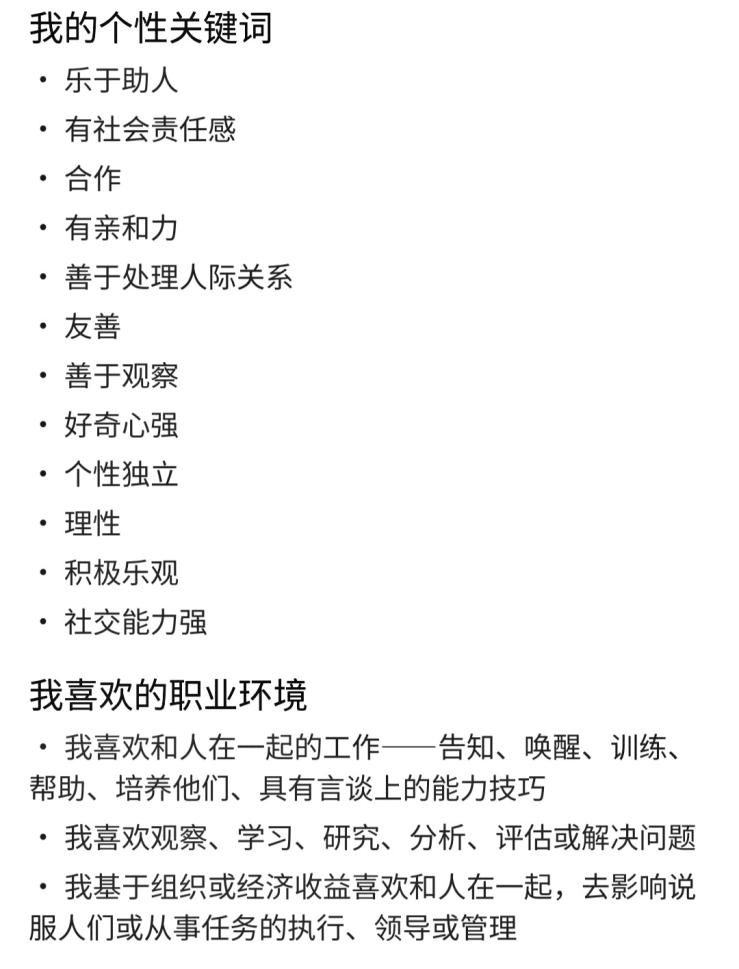 我的个性关键词
· 乐于助人
· 有社会责任感
· 合作
· 有亲和力
· 善于处理人际关系
· 友善
· 善于观察
· 好奇心强
· 个性独立
· 理性
· 积极乐观
· 社交能力强
我喜欢的职业环境
· 我喜欢和人在一起的工作——告知、唤醒、训练、
帮助、培养他们、具有言谈上的能力技巧
· 我喜欢观察、学习、研究、分析、评估或解决问题
· 我基于组织或经济收益喜欢和人在一起，去影响说
服人们或从事任务的执行、领导或管理